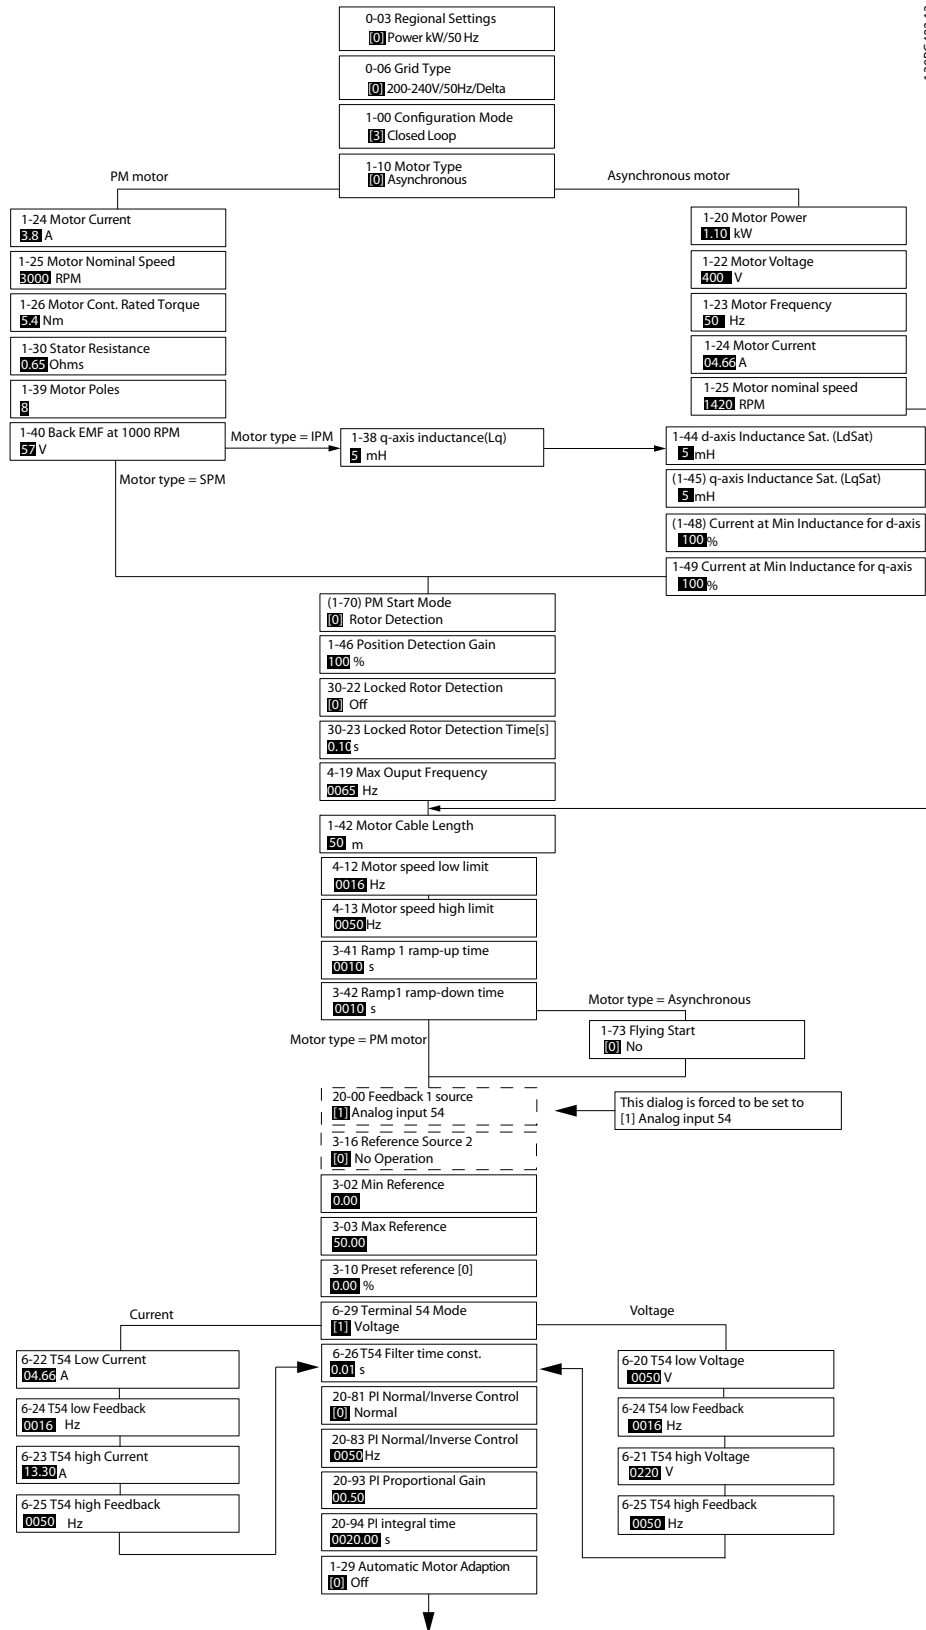 0-03 Regional Settings
[0] Power kW/50 Hz
0-06 Grid Type
[0] 200-240V/50Hz/Delta
1-00 Configuration Mode
[3] Closed Loop
1-10 Motor Type
[0] Asynchronous
PM motor
Asynchronous motor
1-24 Motor Current
3.8 A
1-25 Motor Nominal Speed
3000 RPM
1-26 Motor Cont. Rated Torque
5.4 Nm
1-30 Stator Resistance
0.65 Ohms
1-39 Motor Poles
8
1-40 Back EMF at 1000 RPM
57 V
1-20 Motor Power
1.10 kW
1-22 Motor Voltage
400 V
1-23 Motor Frequency
50 Hz
1-24 Motor Current
04.66 A
1-25 Motor nominal speed
1420 RPM
Motor type = IPM
1-38 q-axis inductance(Lq)
5 mH
1-44 d-axis Inductance Sat. (LdSat)
5 mH
(1-45) q-axis Inductance Sat. (LqSat)
5 mH
(1-48) Current at Min Inductance for d-axis
100 %
1-49 Current at Min Inductance for q-axis
100 %
Motor type = SPM
(1-70) PM Start Mode
[0] Rotor Detection
1-46 Position Detection Gain
100 %
30-22 Locked Rotor Detection
[0] Off
30-23 Locked Rotor Detection Time[s]
0.10 s
4-19 Max Ouput Frequency
0065 Hz
1-42 Motor Cable Length
50 m
4-12 Motor speed low limit
0016 Hz
4-13 Motor speed high limit
0050 Hz
3-41 Ramp 1 ramp-up time
0010 s
3-42 Ramp1 ramp-down time
0010 s
Motor type = Asynchronous
1-73 Flying Start
[0] No
Motor type = PM motor
20-00 Feedback 1 source
[1] Analog input 54
This dialog is forced to be set to
[1] Analog input 54
3-16 Reference Source 2
[0] No Operation
3-02 Min Reference
0.00
3-03 Max Reference
50.00
3-10 Preset reference [0]
0.00 %
6-29 Terminal 54 Mode
[1] Voltage
Current
Voltage
6-22 T54 Low Current
04.66 A
6-24 T54 low Feedback
0016 Hz
6-23 T54 high Current
13.30 A
6-25 T54 high Feedback
0050 Hz
6-26 T54 Filter time const.
0.01 s
20-81 PI Normal/Inverse Control
[0] Normal
20-83 PI Normal/Inverse Control
0050 Hz
20-93 PI Proportional Gain
00.50
20-94 PI integral time
0020.00 s
1-29 Automatic Motor Adaption
[0] Off
6-20 T54 low Voltage
0050 V
6-24 T54 low Feedback
0016 Hz
6-21 T54 high Voltage
0220 V
6-25 T54 high Feedback
0050 Hz